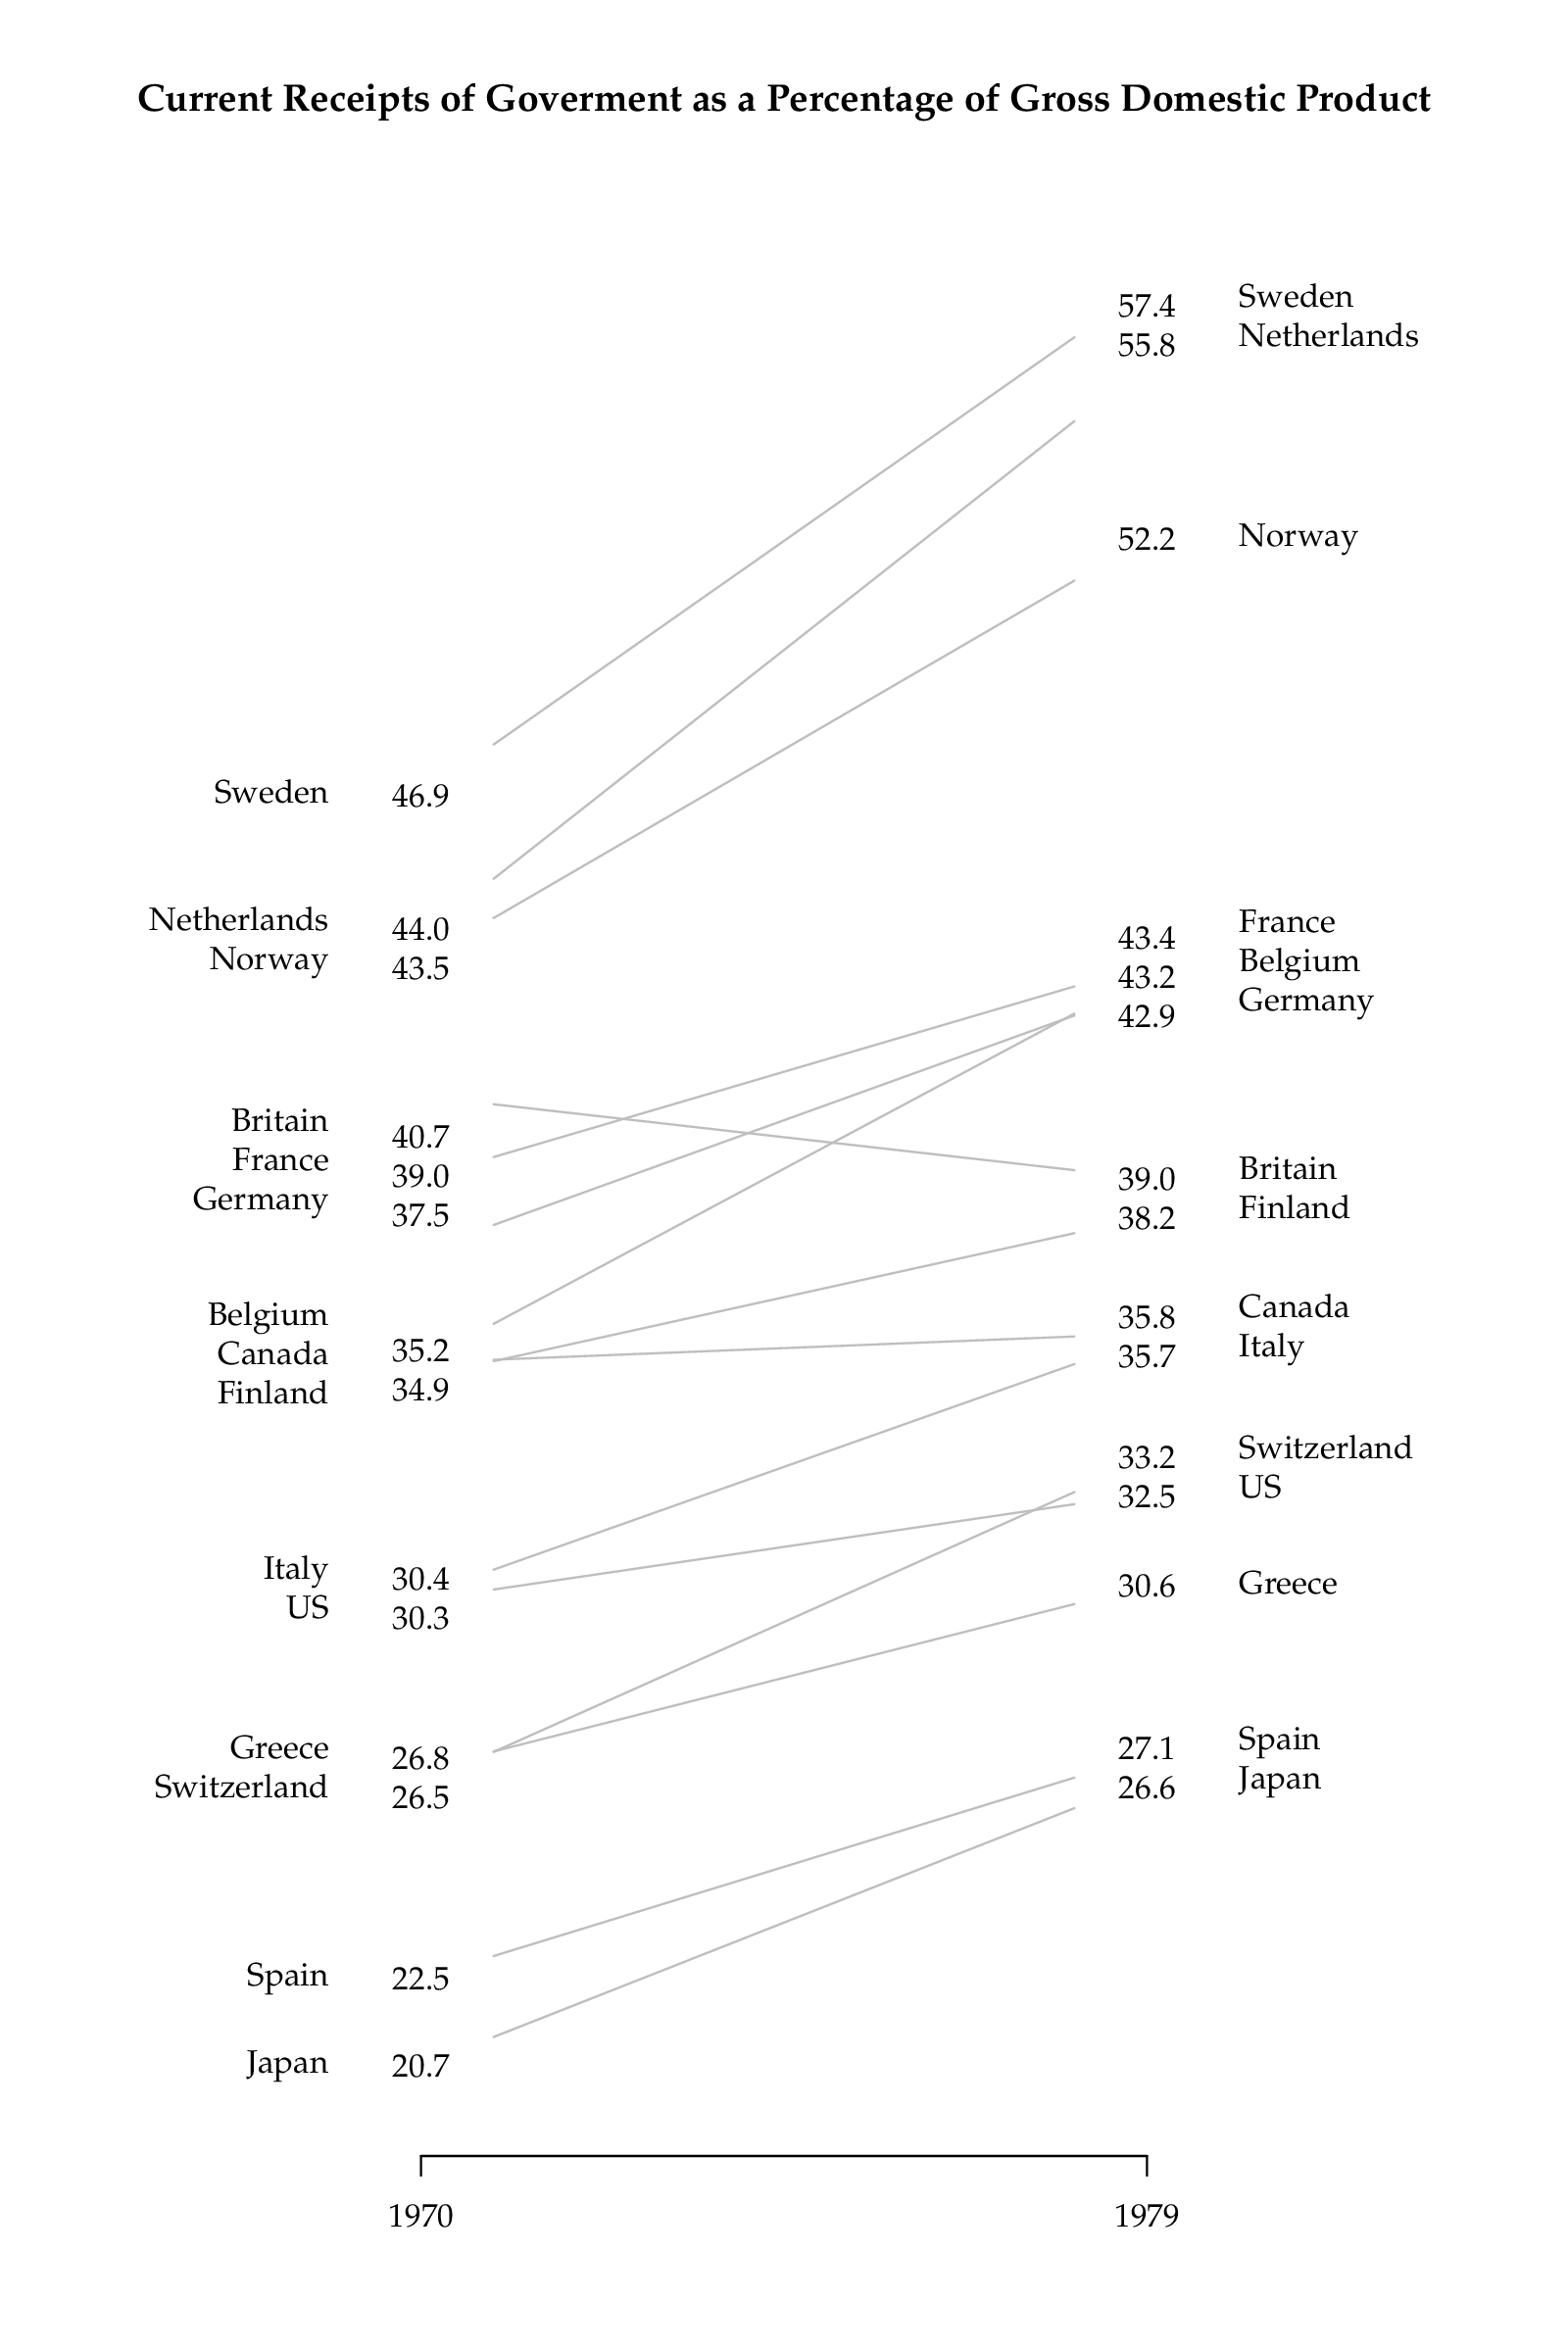 Current Receipts of Goverment as a Percentage of Gross Domestic Product
57.4 Sweden
55.8 Netherlands
52.2 Norway
Sweden 46.9
Netherlands 44.0
Norway 43.5
43.4 France
43.2 Belgium
42.9 Germany
Britain 40.7
France 39.0
Germany 37.5
39.0 Britain
38.2 Finland
Belgium
Canada 35.2
Finland 34.9
35.8 Canada
35.7 Italy
33.2 Switzerland
32.5 US
Italy 30.4
US 30.3
30.6 Greece
Greece 26.8
Switzerland 26.5
27.1 Spain
26.6 Japan
Spain 22.5
Japan 20.7
1970 1979